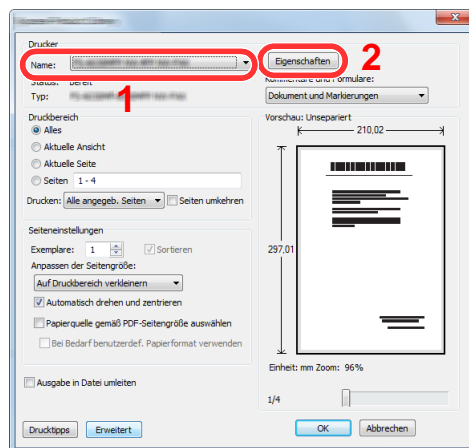 Drucker
2
Name:
Eigenschaften
Status: bereit
Kommentare und Formulare:
1
Typ:
Dokument und Markierungen
Druckbereich
Vorschau: Unsepariert
Alles
210,02
Aktuelle Ansicht
Aktuelle Seite
Seiten 1 - 4
Drucken: Alle angegeb. Seiten Seiten umkehren
Seiteneinstellungen
Exemplare: 1 Sortieren
297,01
Anpassen der Seitengröße:
Auf Druckbereich verkleinern
Automatisch drehen und zentrieren
Papierquelle gemäß PDF-Seitengröße auswählen
Bei Bedarf benutzerdef. Papierformat verwenden
Einheit: mm Zoom: 96%
Ausgabe in Datei umleiten
1/4
Drucktipps Erweitert OK Abbrechen